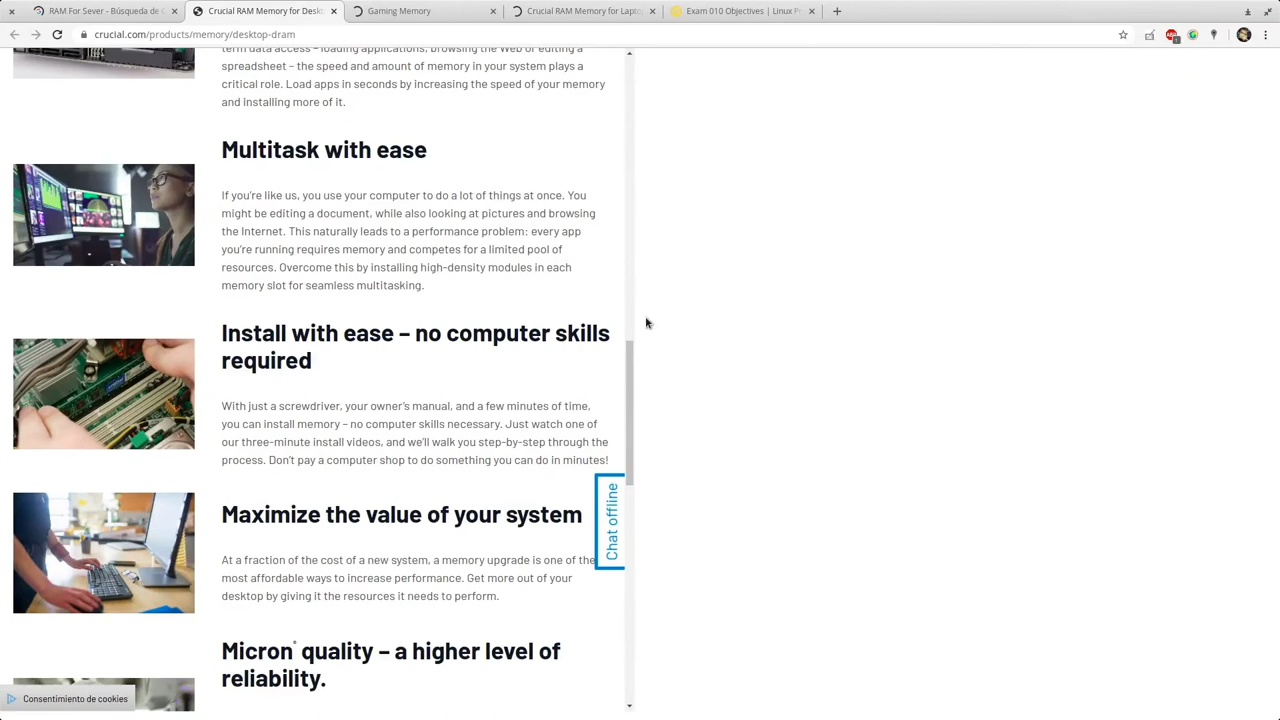 RAM For Sever - Búsqueda de G
Crucial RAM Memory for Deskt
Gaming Memory
Crucial RAM Memory for Lapto
Exam 010 Objectives | Linux Pr
crucial.com/products/memory/desktop-dram
term data access – loading applications, browsing the Web or editing a
spreadsheet – the speed and amount of memory in your system plays a
critical role. Load apps in seconds by increasing the speed of your memory
and installing more of it.
Multitask with ease
If you're like us, you use your computer to do a lot of things at once. You
might be editing a document, while also looking at pictures and browsing
the Internet. This naturally leads to a performance problem: every app
you're running requires memory and competes for a limited pool of
resources. Overcome this by installing high-density modules in each
memory slot for seamless multitasking.
Install with ease – no computer skills
required
With just a screwdriver, your owner's manual, and a few minutes of time,
you can install memory – no computer skills necessary. Just watch one of
our three-minute install videos, and we'll walk you step-by-step through the
process. Don't pay a computer shop to do something you can do in minutes!
Chat offline
Maximize the value of your system
At a fraction of the cost of a new system, a memory upgrade is one of the
most affordable ways to increase performance. Get more out of your
desktop by giving it the resources it needs to perform.
Micron® quality – a higher level of
reliability.
Consentimiento de cookies